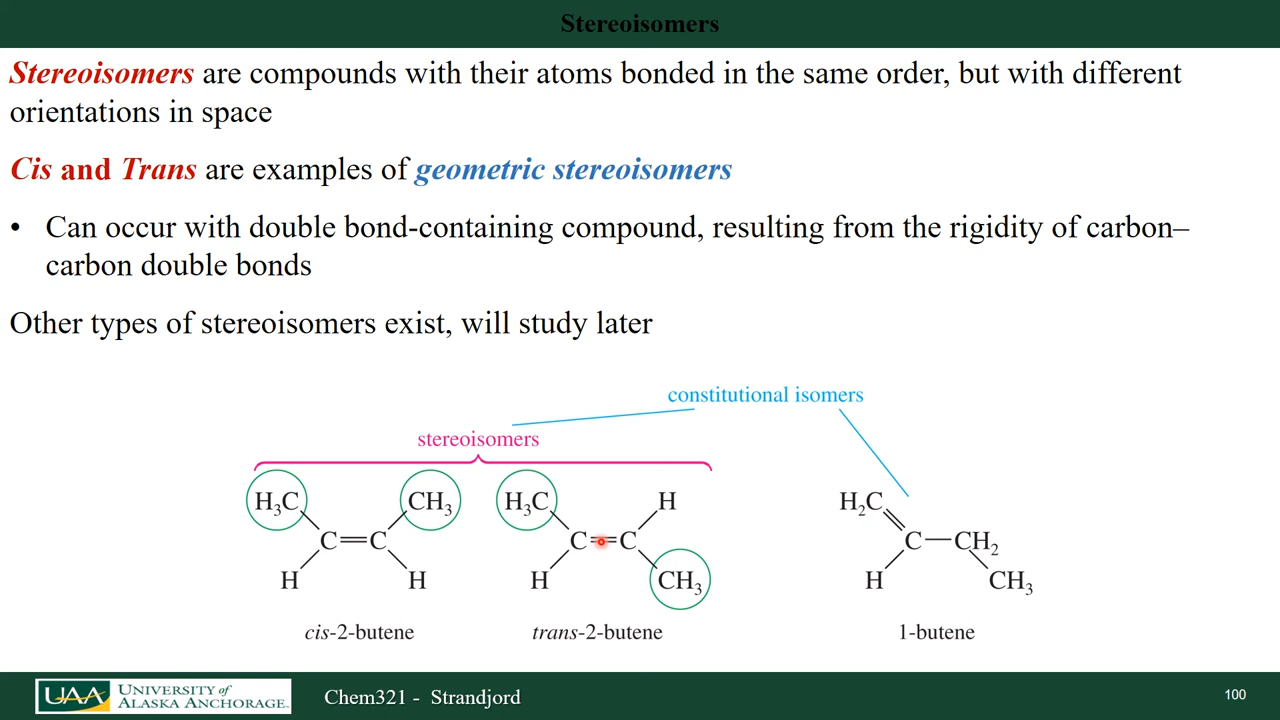 Stereoisomers
Stereoisomers are compounds with their atoms bonded in the same order, but with different
orientations in space
Cis and Trans are examples of geometric stereoisomers
• Can occur with double bond-containing compound, resulting from the rigidity of carbon–
carbon double bonds
Other types of stereoisomers exist, will study later
constitutional isomers
stereoisomers
H₃C CH₃ H₃C H H₂C
C=C C=C C—CH₂
H H H CH₃ H CH₃
cis-2-butene trans-2-butene 1-butene
UAA UNIVERSITY of
ALASKA ANCHORAGE
Chem321 - Strandjord
100